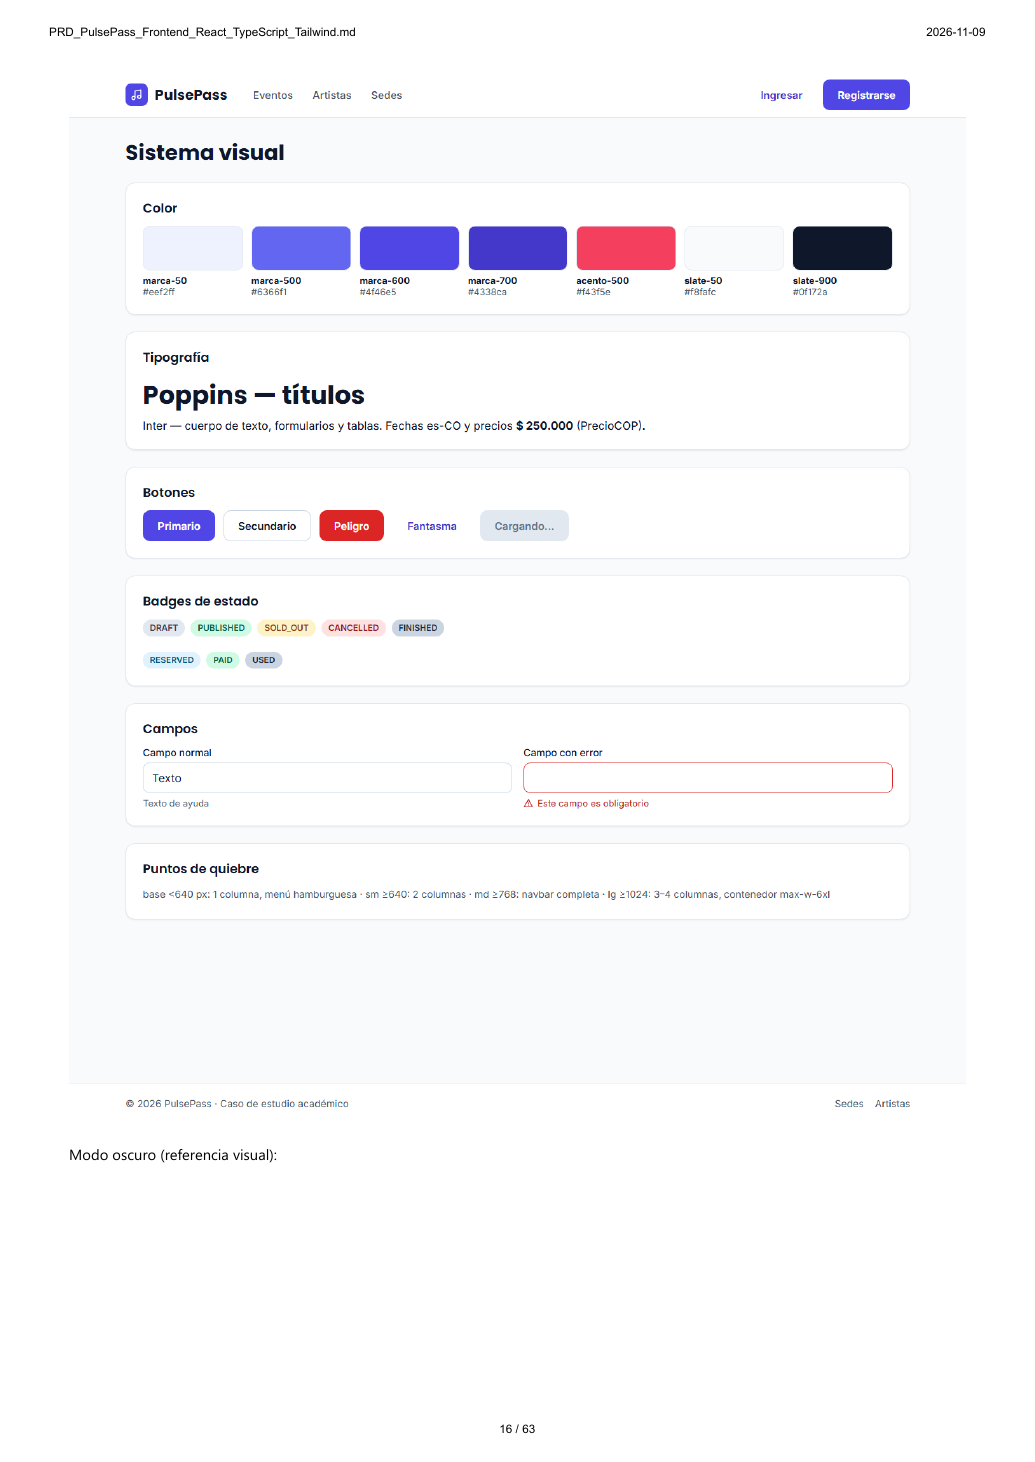 PRD_PulsePass_Frontend_React_TypeScript_Tailwind.md 2026-11-09
PulsePass Eventos Artistas Sedes Ingresar Registrarse
Sistema visual
Color
marca-50 marca-500 marca-600 marca-700 acento-500 slate-50 slate-900
#eef2ff #6366f1 #4f46e5 #4338ca #f43f5e #f8fafc #0f172a
Tipografía
Poppins — títulos
Inter — cuerpo de texto, formularios y tablas. Fechas es-CO y precios $ 250.000 (PrecioCOP).
Botones
Primario Secundario Peligro Fantasma Cargando...
Badges de estado
DRAFT PUBLISHED SOLD_OUT CANCELLED FINISHED
RESERVED PAID USED
Campos
Campo normal Campo con error
Texto
Texto de ayuda ⚠ Este campo es obligatorio
Puntos de quiebre
base <640 px: 1 columna, menú hamburguesa · sm ≥640: 2 columnas · md ≥768: navbar completa · lg ≥1024: 3–4 columnas, contenedor max-w-6xl
© 2026 PulsePass · Caso de estudio académico Sedes Artistas
Modo oscuro (referencia visual):
16 / 63